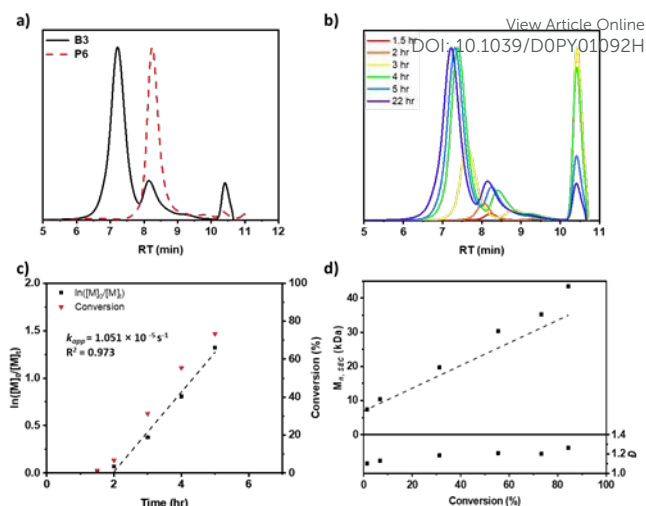 View Article Online
DOI: 10.1039/D0PY01092H
a)
B3
P6
5 6 7 8 9 10 11 12
RT (min)
b)
1.5 hr
2 hr
3 hr
4 hr
5 hr
22 hr
5 6 7 8 9 10 11
RT (min)
c)
ln([M]0/[M]t)
Conversion
kapp = 1.051 × 10-5 s-1
R2 = 0.973
ln([M]0/[M]t)
2.0
1.5
1.0
0.5
0.0
100
80
60
40
20
0
Conversion (%)
0 2 4 6
Time (hr)
d)
Mn, SEC (kDa)
40
30
20
10
0
1.4
1.2
1.0
Đ
0 20 40 60 80 100
Conversion (%)